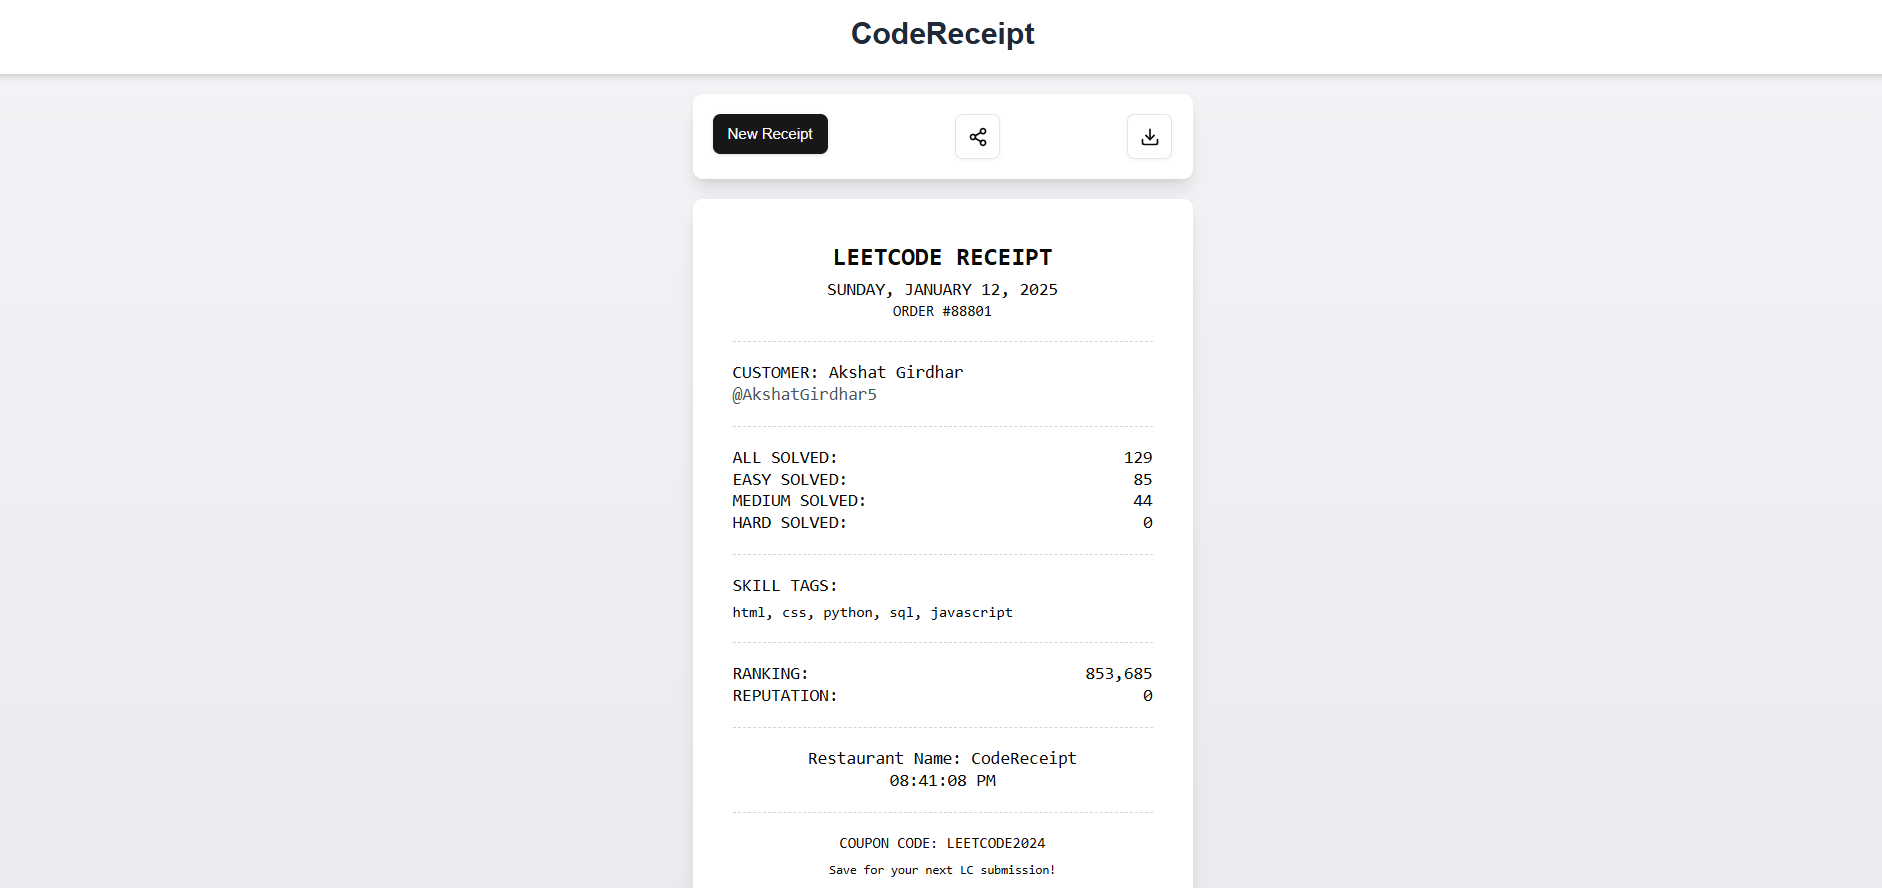 CodeReceipt
New Receipt
LEETCODE RECEIPT
SUNDAY, JANUARY 12, 2025
ORDER #88801
CUSTOMER: Akshat Girdhar
@AkshatGirdhar5
ALL SOLVED: 129
EASY SOLVED: 85
MEDIUM SOLVED: 44
HARD SOLVED: 0
SKILL TAGS:
html, css, python, sql, javascript
RANKING: 853,685
REPUTATION: 0
Restaurant Name: CodeReceipt
08:41:08 PM
COUPON CODE: LEETCODE2024
Save for your next LC submission!